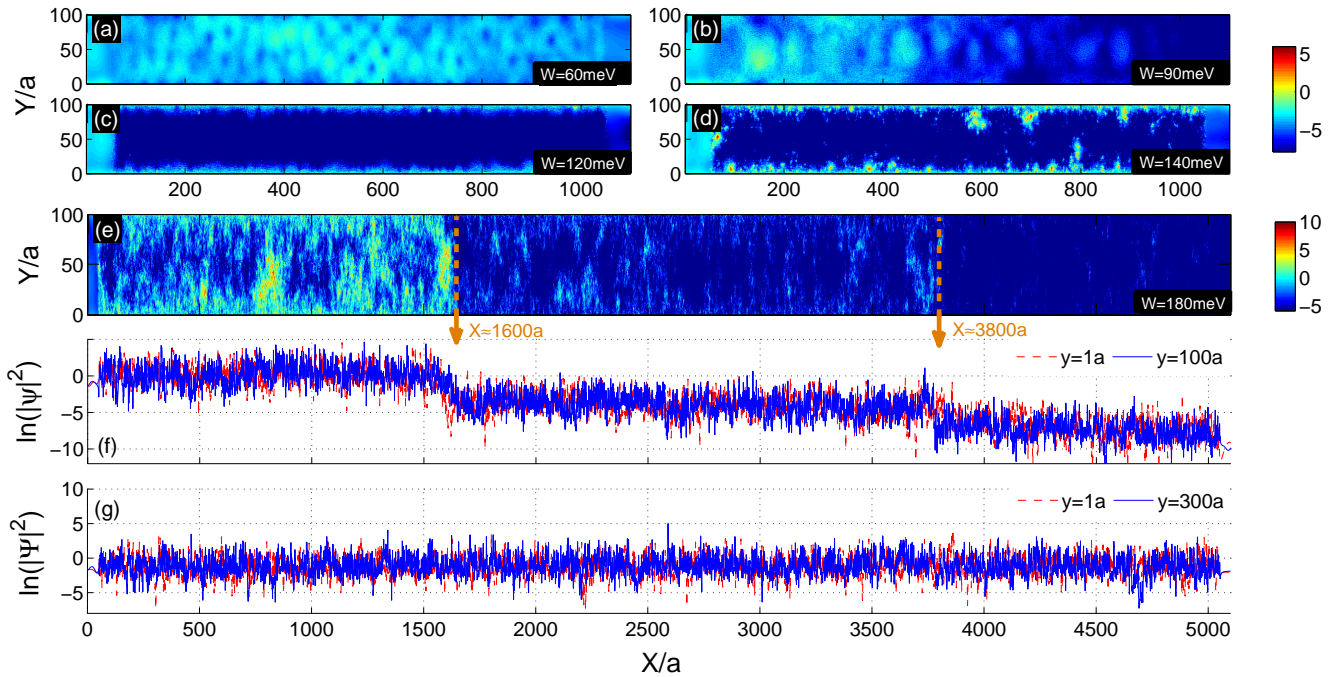 (a) W=60meV
(b) W=90meV
(c) W=120meV
(d) W=140meV
Y/a
100
50
0
100
50
0
100
50
0
100
50
0
200 400 600 800 1000
200 400 600 800 1000
5
0
−5
(e) W=180meV
Y/a
100
50
0
10
5
0
−5
X≈1600a
X≈3800a
(f)
ln(|ψ|²)
0
−5
−10
y=1a y=100a
(g)
ln(|Ψ|²)
10
5
0
−5
y=1a y=300a
0 500 1000 1500 2000 2500 3000 3500 4000 4500 5000
X/a